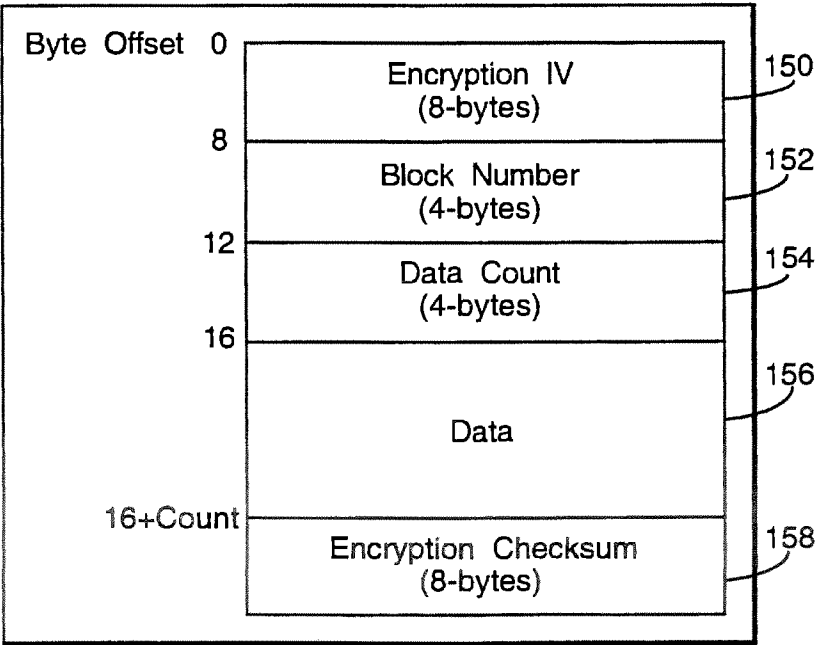 Byte Offset 0
Encryption IV
(8-bytes)
150
8
Block Number
(4-bytes)
152
12
Data Count
(4-bytes)
154
16
Data
156
16+Count
Encryption Checksum
(8-bytes)
158